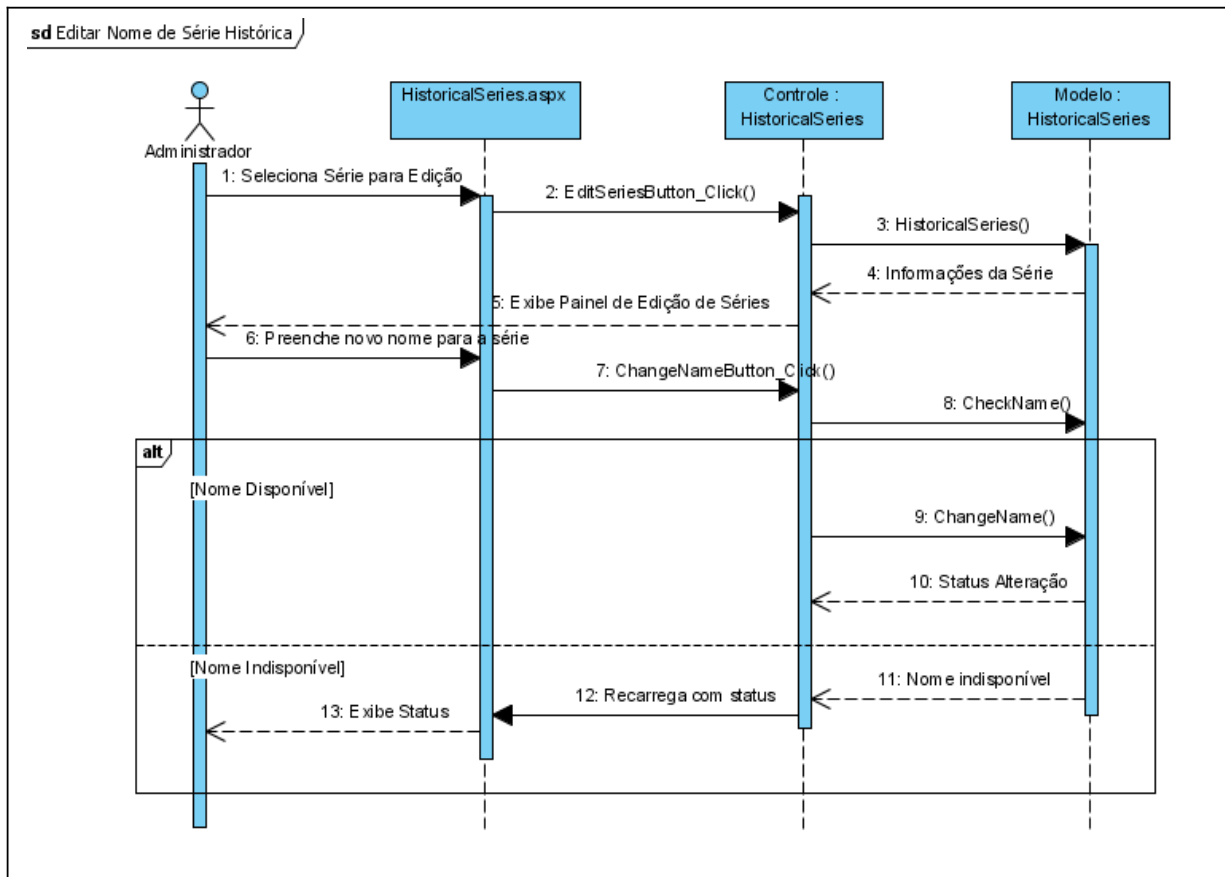 sd Editar Nome de Série Histórica
Administrador
HistoricalSeries.aspx
Controle :
HistoricalSeries
Modelo :
HistoricalSeries
1: Seleciona Série para Edição
2: EditSeriesButton_Click()
3: HistoricalSeries()
4: Informações da Série
5: Exibe Painel de Edição de Séries
6: Preenche novo nome para a série
7: ChangeNameButton_Click()
8: CheckName()
alt
[Nome Disponível]
9: ChangeName()
10: Status Alteração
[Nome Indisponível]
11: Nome indisponível
12: Recarrega com status
13: Exibe Status